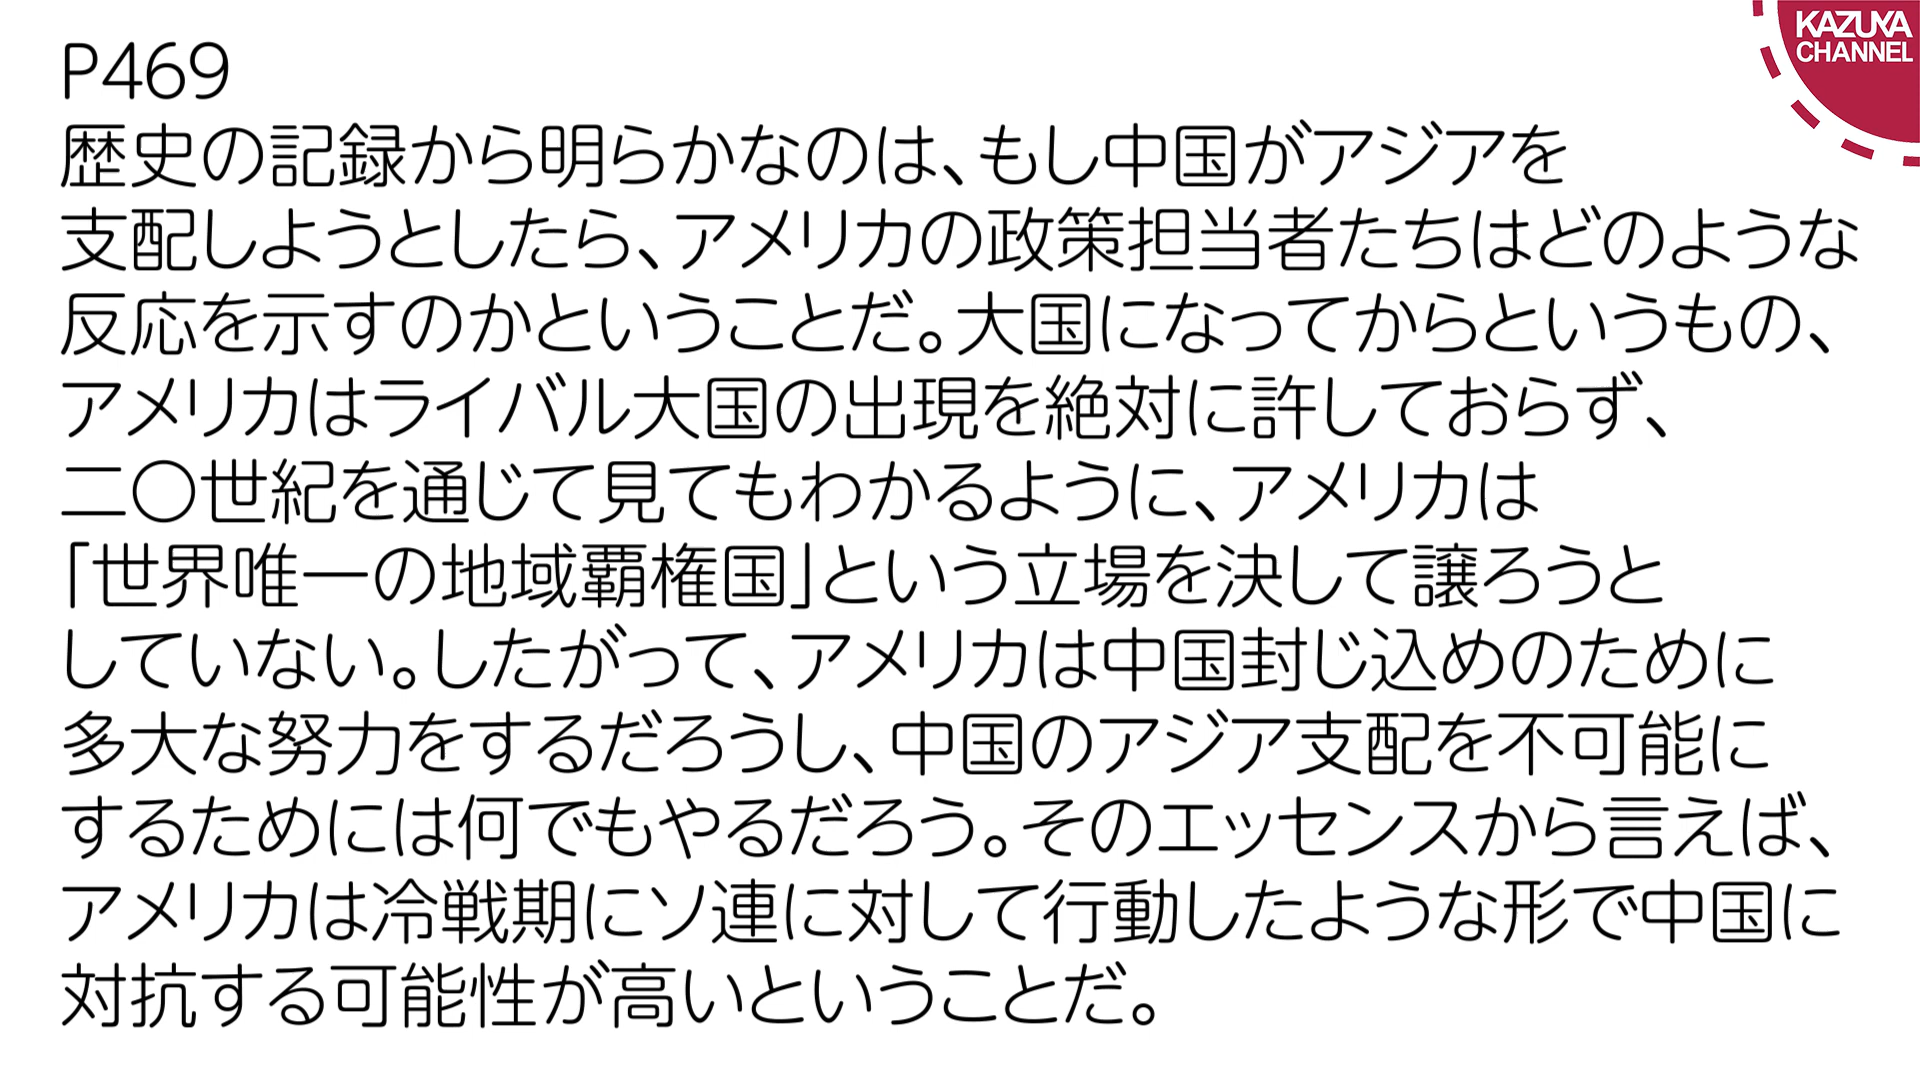 P469
歴史の記録から明らかなのは、もし中国がアジアを
支配しようとしたら、アメリカの政策担当者たちはどのような
反応を示すのかということだ。大国になってからというもの、
アメリカはライバル大国の出現を絶対に許しておらず、
二〇世紀を通じて見てもわかるように、アメリカは
「世界唯一の地域覇権国」という立場を決して譲ろうと
していない。したがって、アメリカは中国封じ込めのために
多大な努力をするだろうし、中国のアジア支配を不可能に
するためには何でもやるだろう。そのエッセンスから言えば、
アメリカは冷戦期にソ連に対して行動したような形で中国に
対抗する可能性が高いということだ。
KAZUYA
CHANNEL